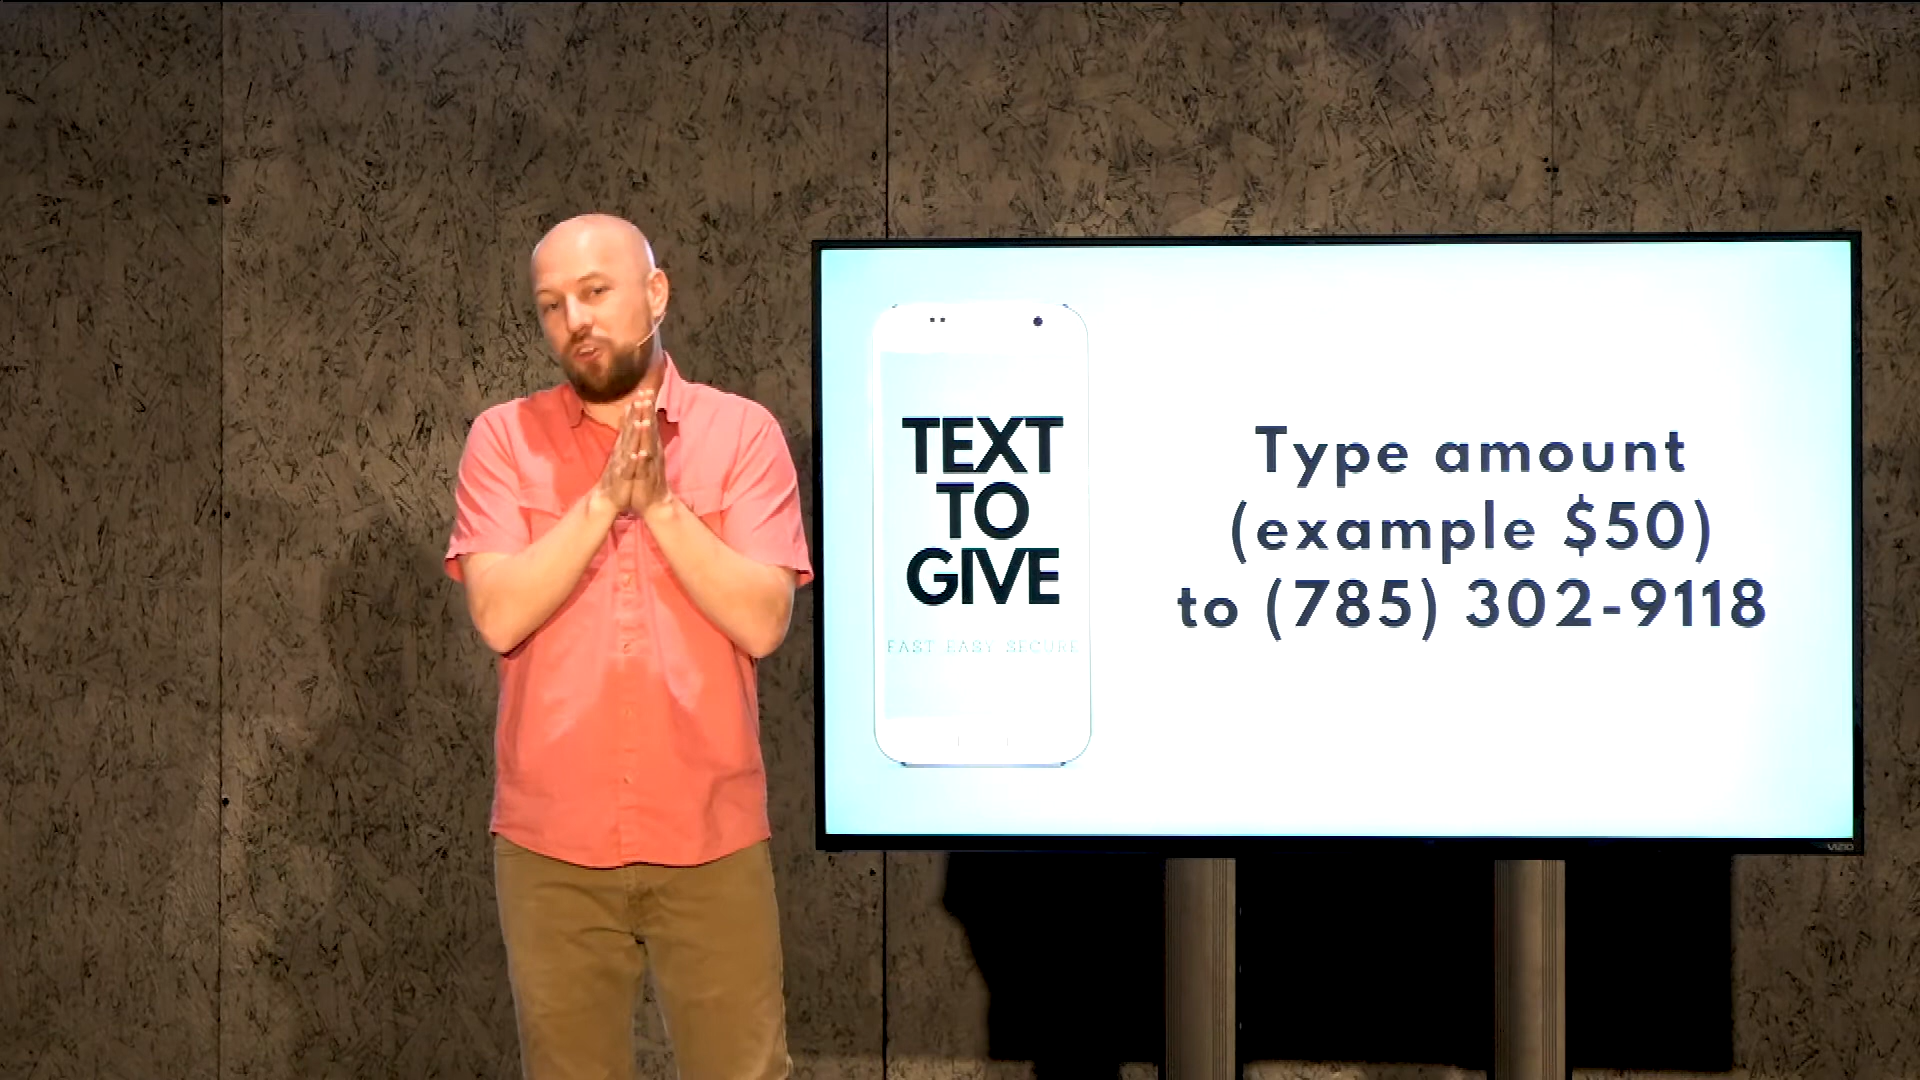 TEXT
TO
GIVE
FAST EASY SECURE
Type amount
(example $50)
to (785) 302-9118
VIZIO